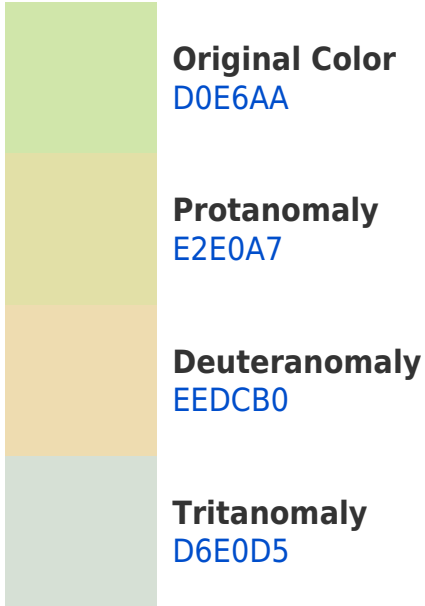 Original Color
D0E6AA
Protanomaly
E2E0A7
Deuteranomaly
EEDCB0
Tritanomaly
D6E0D5